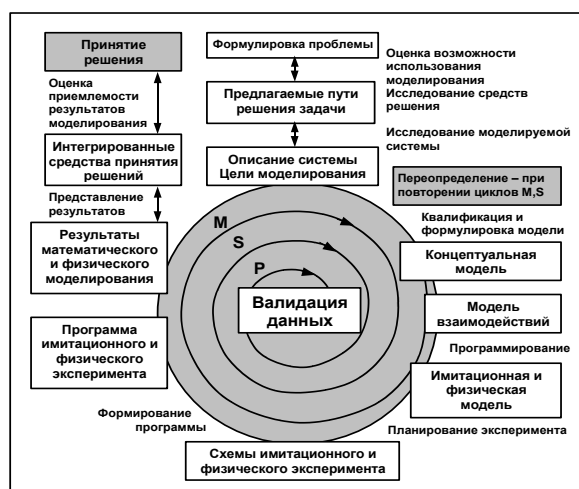 Принятие
решения
Формулировка проблемы
Оценка возможности
использования
моделирования
Исследование средств
решения
Оценка
приемлемости
результатов
моделирования
Предлагаемые пути
решения задачи
Исследование моделируемой
системы
Интегрированные
средства принятия
решений
Описание системы
Цели моделирования
Переопределение – при
повторении циклов M,S
Представление
результатов
Квалификация и
формулировка модели
Результаты
математического
и физического
моделирования
M
S
P
Концептуальная
модель
Валидация
данных
Модель
взаимодействий
Программа
имитационного и
физического
эксперимента
Программирование
Имитационная и
физическая
модель
Формирование
программы
Планирование эксперимента
Схемы имитационного и
физического эксперимента